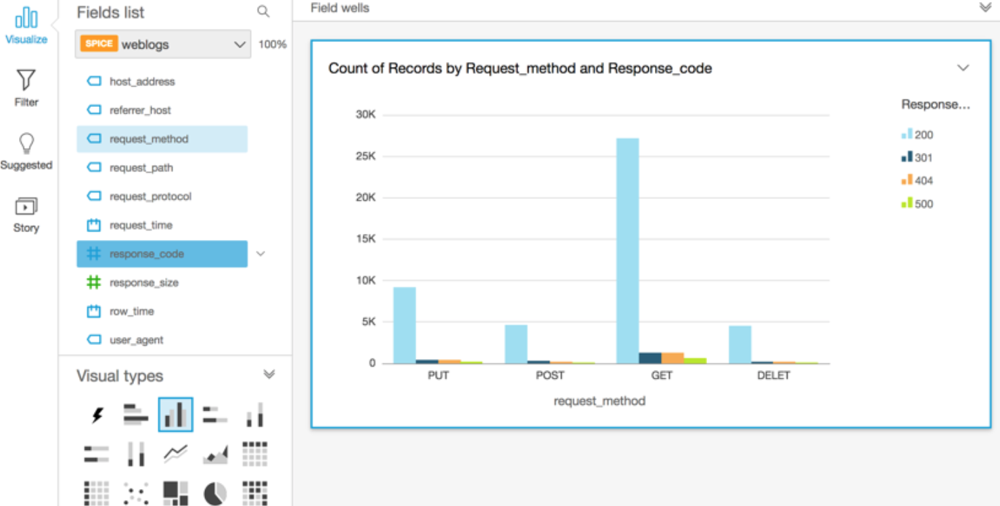 Visualize
Filter
Suggested
Story
Fields list
SPICE weblogs 100%
host_address
referrer_host
request_method
request_path
request_protocol
request_time
response_code
response_size
row_time
user_agent
Visual types
Field wells
Count of Records by Request_method and Response_code
30K
25K
20K
15K
10K
5K
0
PUT POST GET DELET
request_method
Response...
200
301
404
500